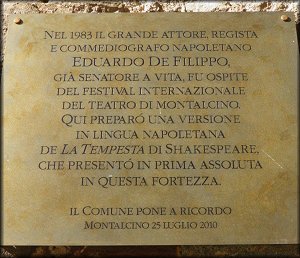 NEL 1983 IL GRANDE ATTORE, REGISTA
E COMMEDIOGRAFO NAPOLETANO
EDUARDO DE FILIPPO,
GIÀ SENATORE A VITA, FU OSPITE
DEL FESTIVAL INTERNAZIONALE
DEL TEATRO DI MONTALCINO.
QUI PREPARÓ UNA VERSIONE
IN LINGUA NAPOLETANA
DE LA TEMPESTA DI SHAKESPEARE,
CHE PRESENTÓ IN PRIMA ASSOLUTA
IN QUESTA FORTEZZA.
IL COMUNE PONE A RICORDO
MONTALCINO 25 LUGLIO 2010